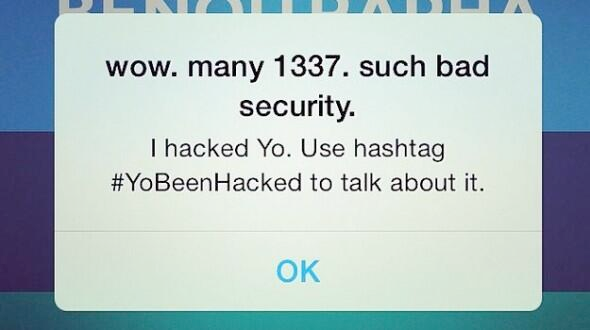 wow. many 1337. such bad
security.
I hacked Yo. Use hashtag
#YoBeenHacked to talk about it.
OK